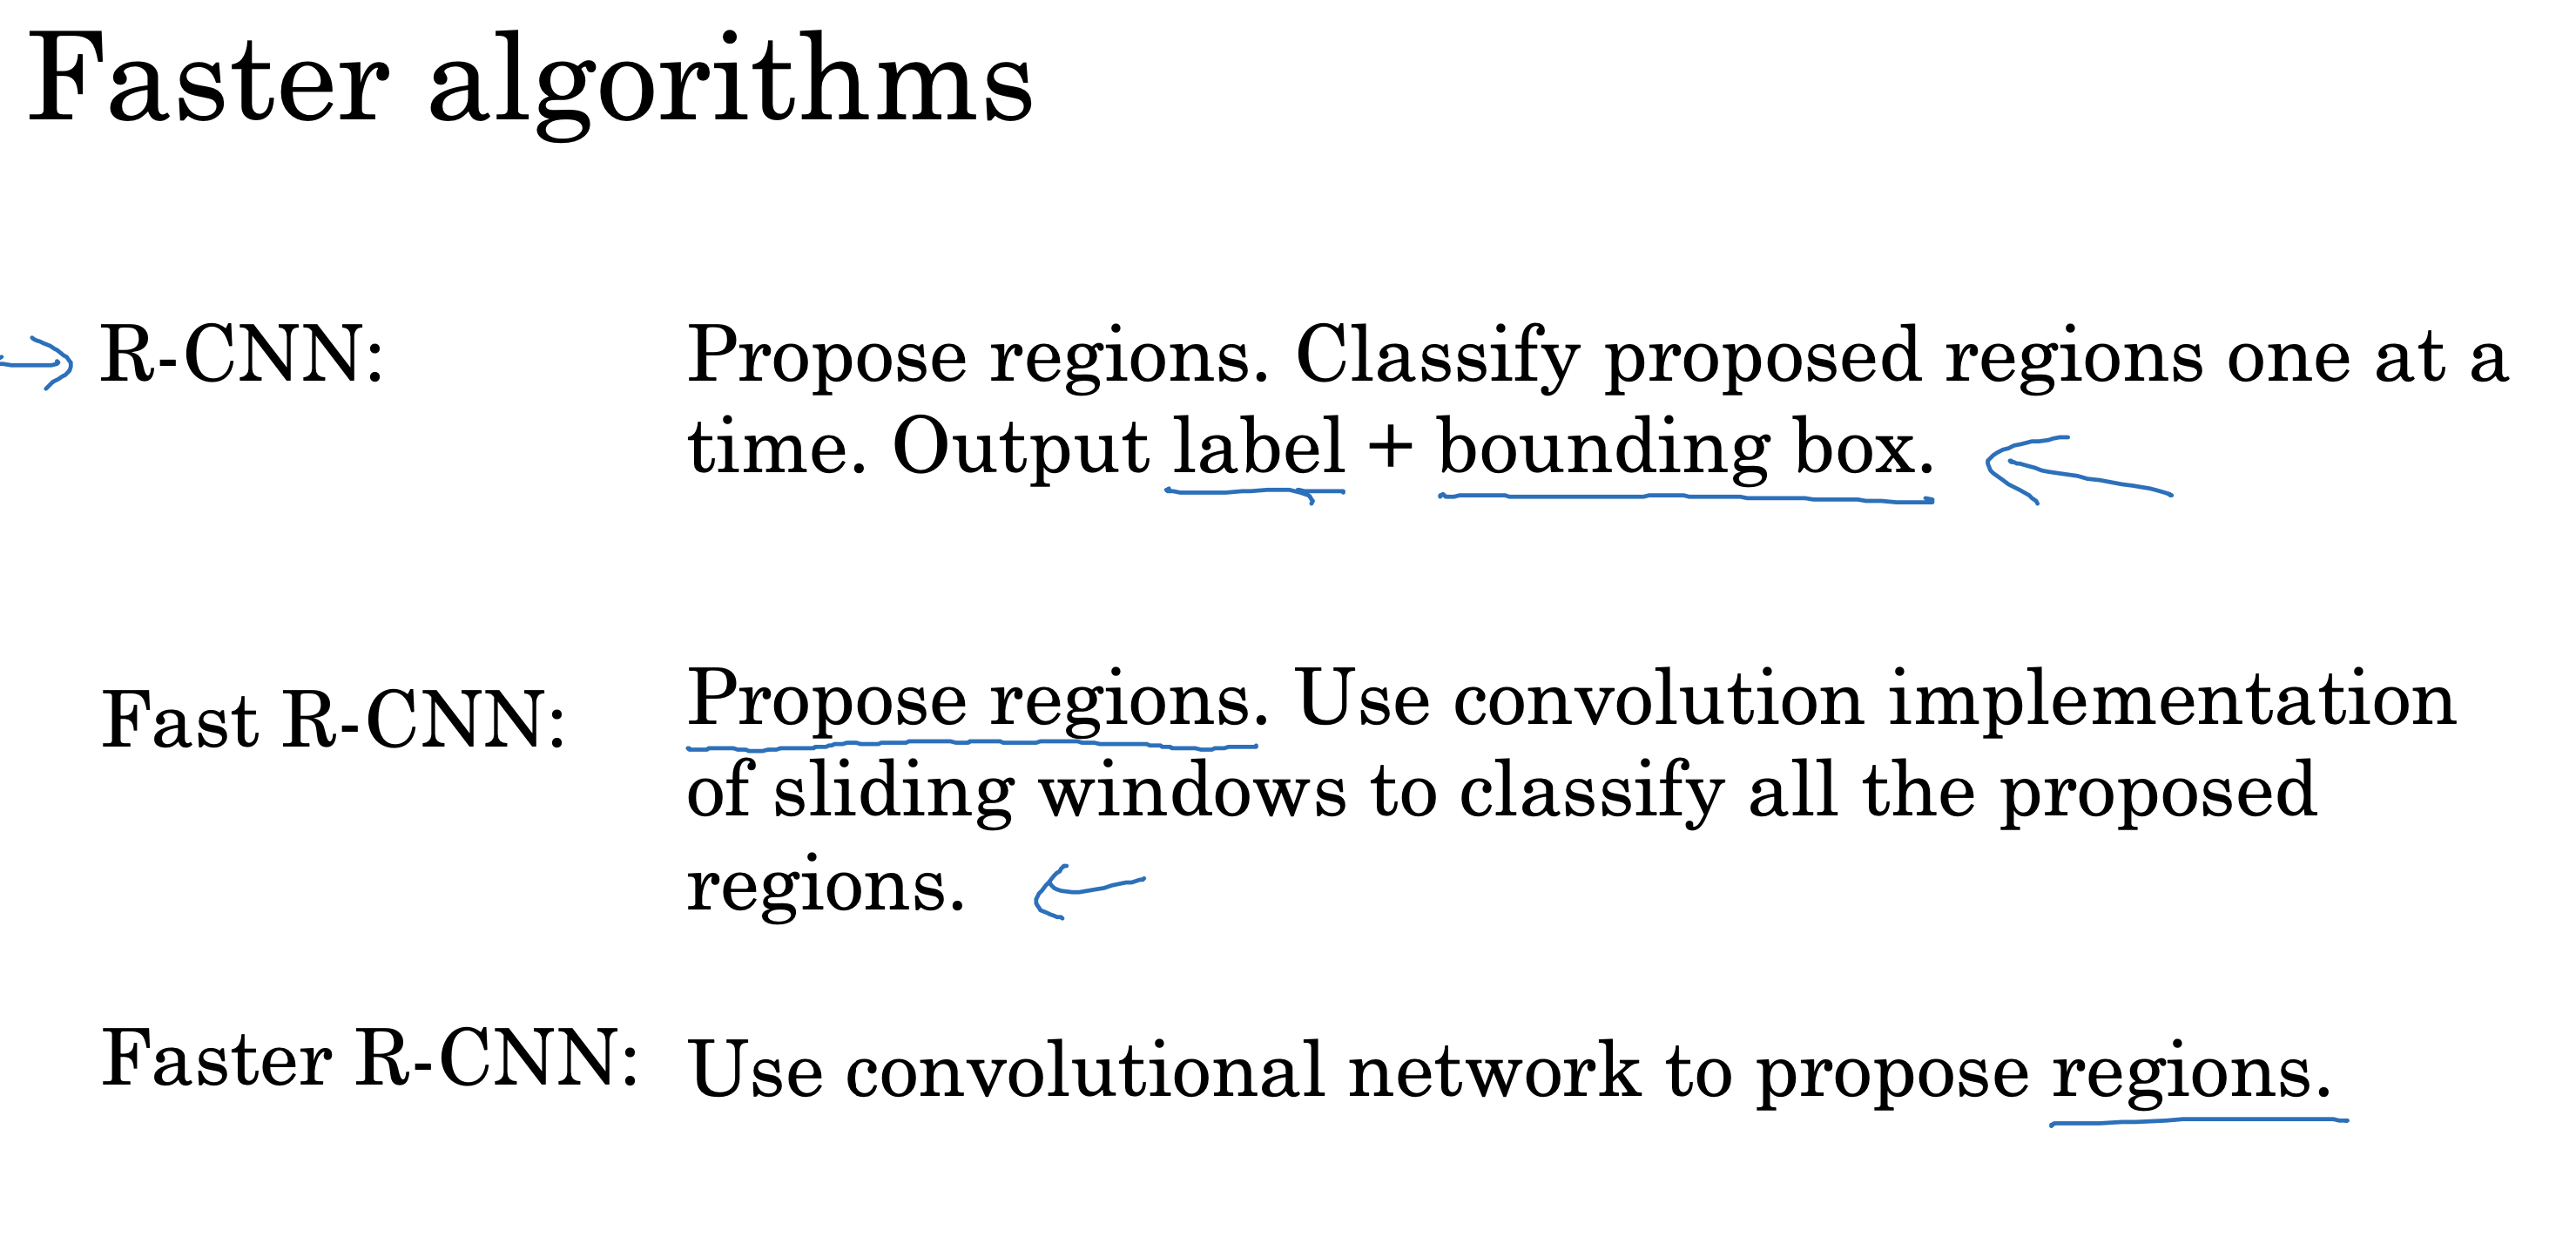 Faster algorithms
R-CNN: Propose regions. Classify proposed regions one at a
time. Output label + bounding box.
Fast R-CNN: Propose regions. Use convolution implementation
of sliding windows to classify all the proposed
regions.
Faster R-CNN: Use convolutional network to propose regions.